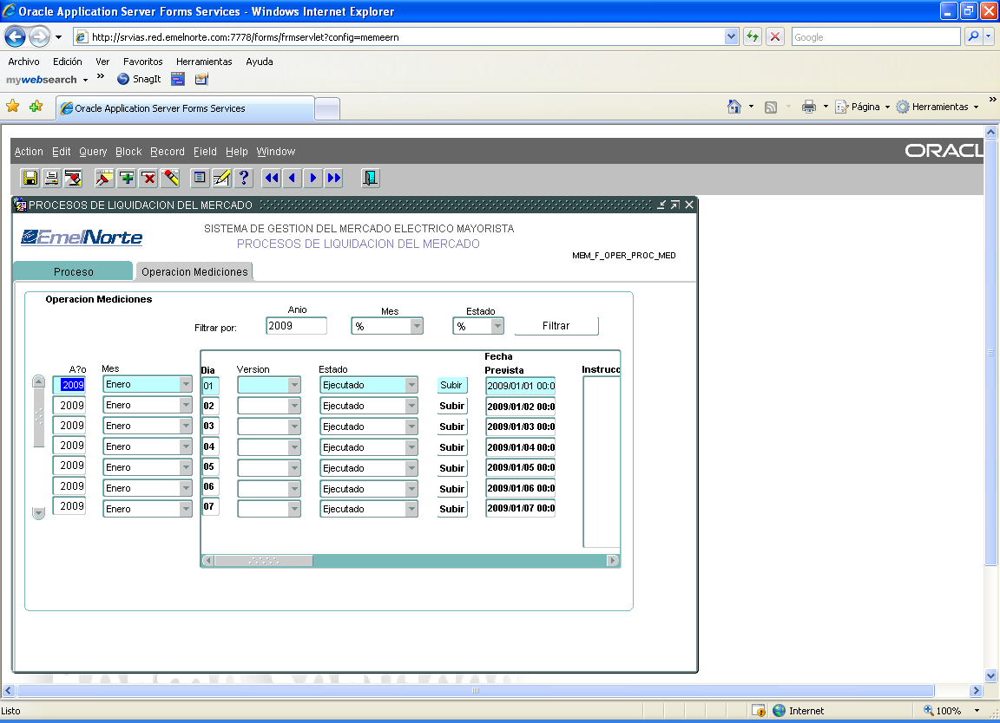 Oracle Application Server Forms Services - Windows Internet Explorer
http://srvias.red.emelnorte.com:7778/forms/frmservlet?config=memeern
Google
Archivo Edición Ver Favoritos Herramientas Ayuda
mywebsearch » SnagIt
Oracle Application Server Forms Services
Página Herramientas »
Action Edit Query Block Record Field Help Window
ORACL
PROCESOS DE LIQUIDACION DEL MERCADO
EmelNorte
SISTEMA DE GESTION DEL MERCADO ELECTRICO MAYORISTA
PROCESOS DE LIQUIDACION DEL MERCADO
MEM_F_OPER_PROC_MED
Proceso Operacion Mediciones
Operacion Mediciones
Anio Mes Estado
Filtrar por: 2009 % % Filtrar
Fecha
A?o Mes Dia Version Estado Prevista Instrucc
2009 Enero 01 Ejecutado Subir 2009/01/01 00:0
2009 Enero 02 Ejecutado Subir 2009/01/02 00:0
2009 Enero 03 Ejecutado Subir 2009/01/03 00:0
2009 Enero 04 Ejecutado Subir 2009/01/04 00:0
2009 Enero 05 Ejecutado Subir 2009/01/05 00:0
2009 Enero 06 Ejecutado Subir 2009/01/06 00:0
2009 Enero 07 Ejecutado Subir 2009/01/07 00:0
Listo Internet 100%